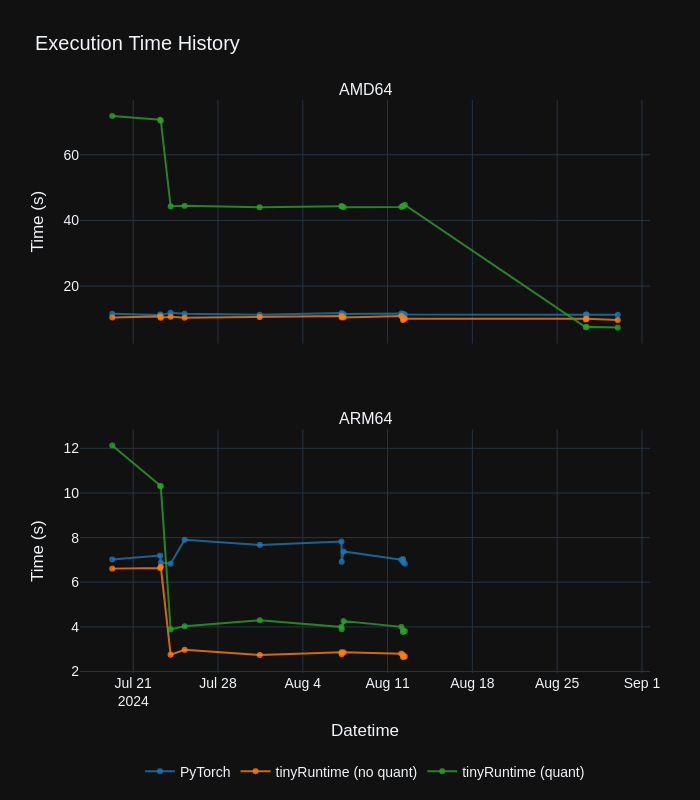 Execution Time History
AMD64
60
40
20
Time (s)
ARM64
12
10
8
6
4
2
Time (s)
Jul 21 Jul 28 Aug 4 Aug 11 Aug 18 Aug 25 Sep 1
2024
Datetime
PyTorch tinyRuntime (no quant) tinyRuntime (quant)